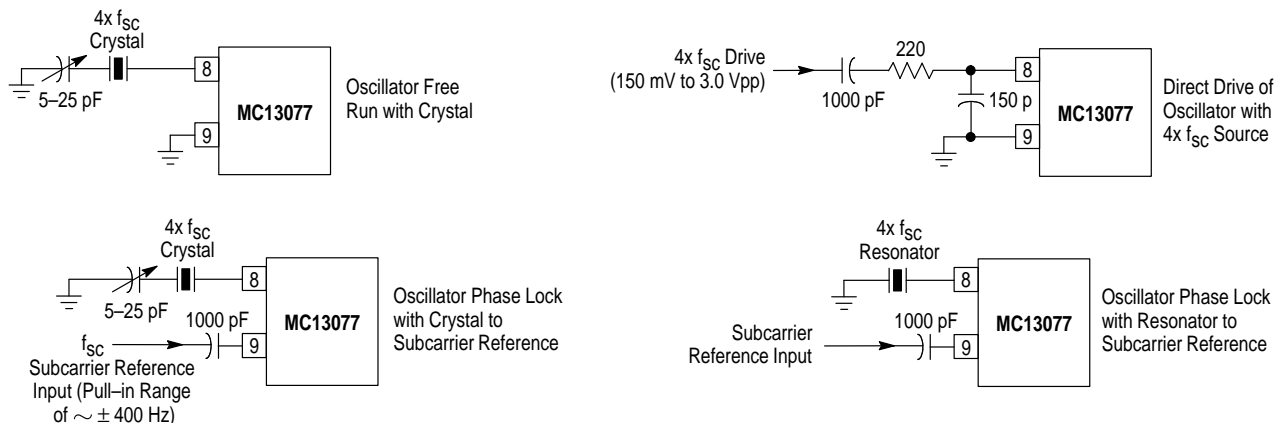 4x fSC
Crystal
5–25 pF
8
9
MC13077
Oscillator Free
Run with Crystal
4x fSC Drive
(150 mV to 3.0 Vpp)
1000 pF
220
150 p
8
9
MC13077
Direct Drive of
Oscillator with
4x fSC Source
4x fSC
Crystal
5–25 pF
1000 pF
fSC
Subcarrier Reference
Input (Pull–in Range
of ∼ ± 400 Hz)
8
9
MC13077
Oscillator Phase Lock
with Crystal to
Subcarrier Reference
4x fSC
Resonator
1000 pF
Subcarrier
Reference Input
8
9
MC13077
Oscillator Phase Lock
with Resonator to
Subcarrier Reference